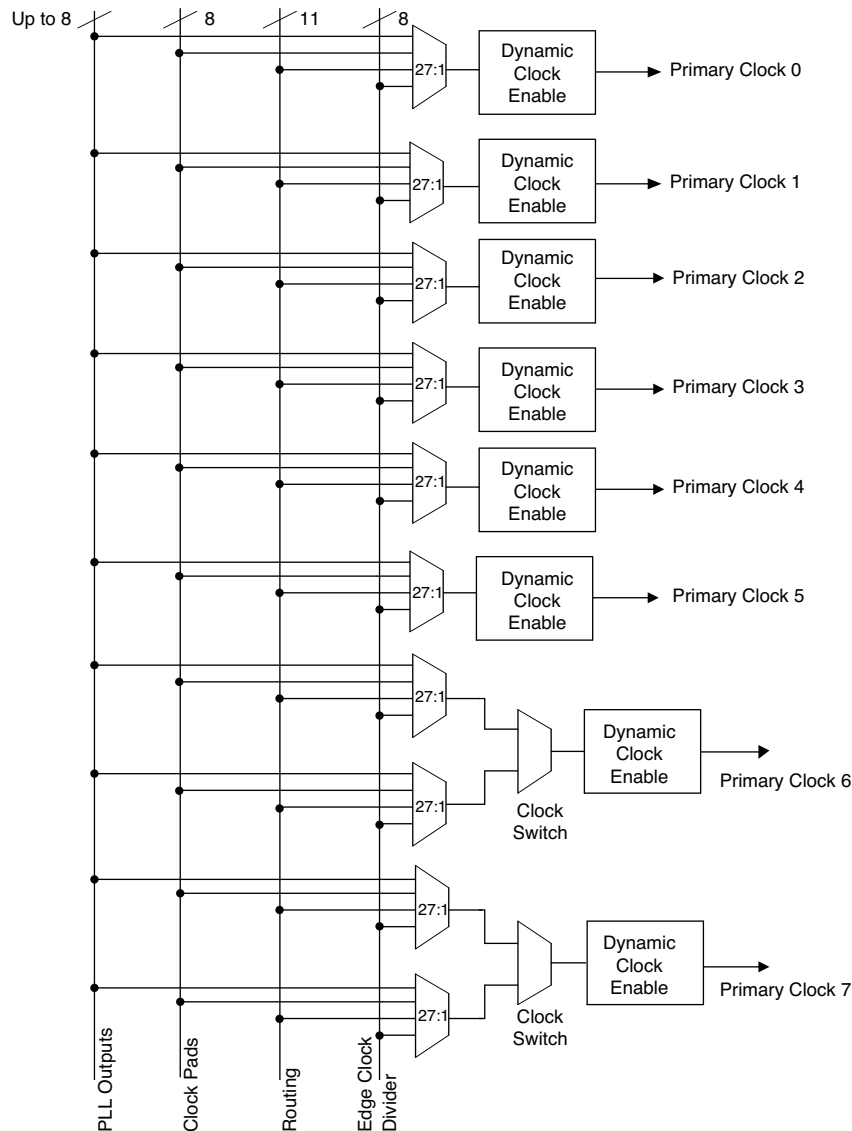 Up to 8
8
11
8
27:1
Dynamic
Clock
Enable
Primary Clock 0
27:1
Dynamic
Clock
Enable
Primary Clock 1
27:1
Dynamic
Clock
Enable
Primary Clock 2
27:1
Dynamic
Clock
Enable
Primary Clock 3
27:1
Dynamic
Clock
Enable
Primary Clock 4
27:1
Dynamic
Clock
Enable
Primary Clock 5
27:1
27:1
Clock
Switch
Dynamic
Clock
Enable
Primary Clock 6
27:1
27:1
Clock
Switch
Dynamic
Clock
Enable
Primary Clock 7
PLL Outputs
Clock Pads
Routing
Edge Clock
Divider